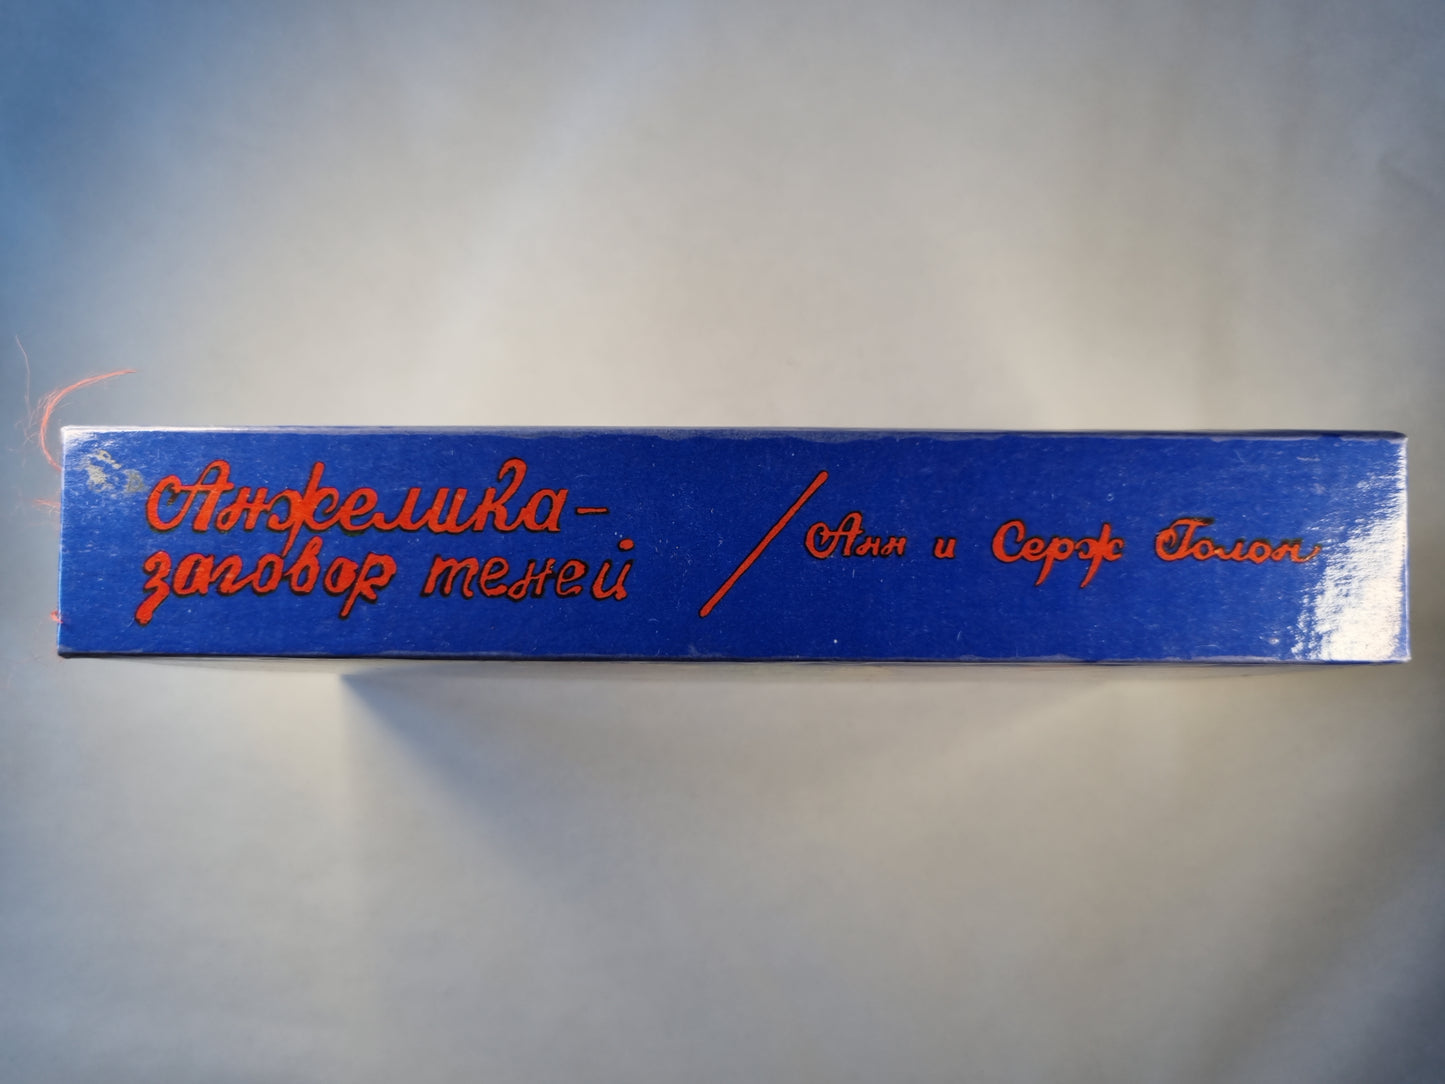 Анжелика-
заговор теней
/ Анн и Серж Голон